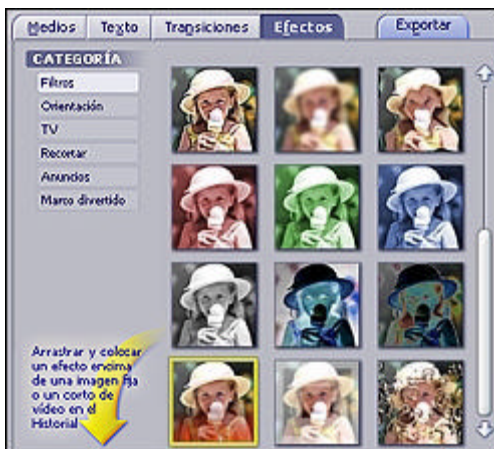 Medios Texto Transiciones Efectos Exportar
CATEGORÍA
Filtros
Orientación
TV
Recortar
Anuncios
Marco divertido
Arrastrar y colocar
un efecto encima
de una imagen fija
o un corto de
vídeo en el
Historial